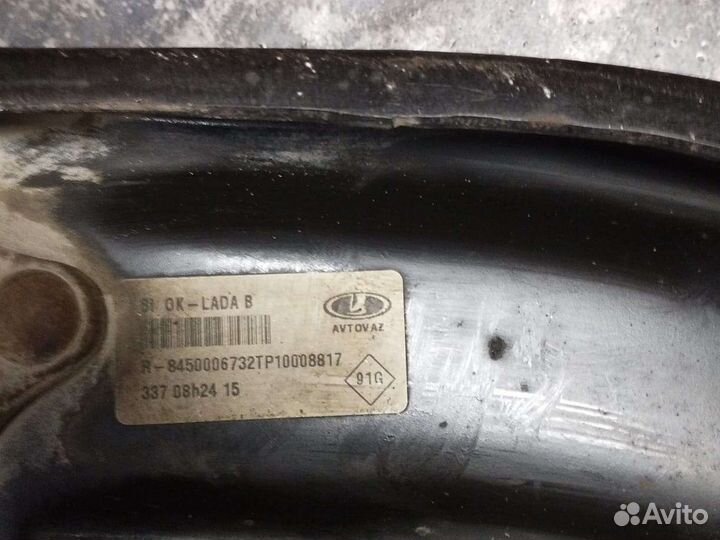 OK-LADA B
AVTOVAZ
R-8450006732TP10008817
91G
337 08h24 15
Avito